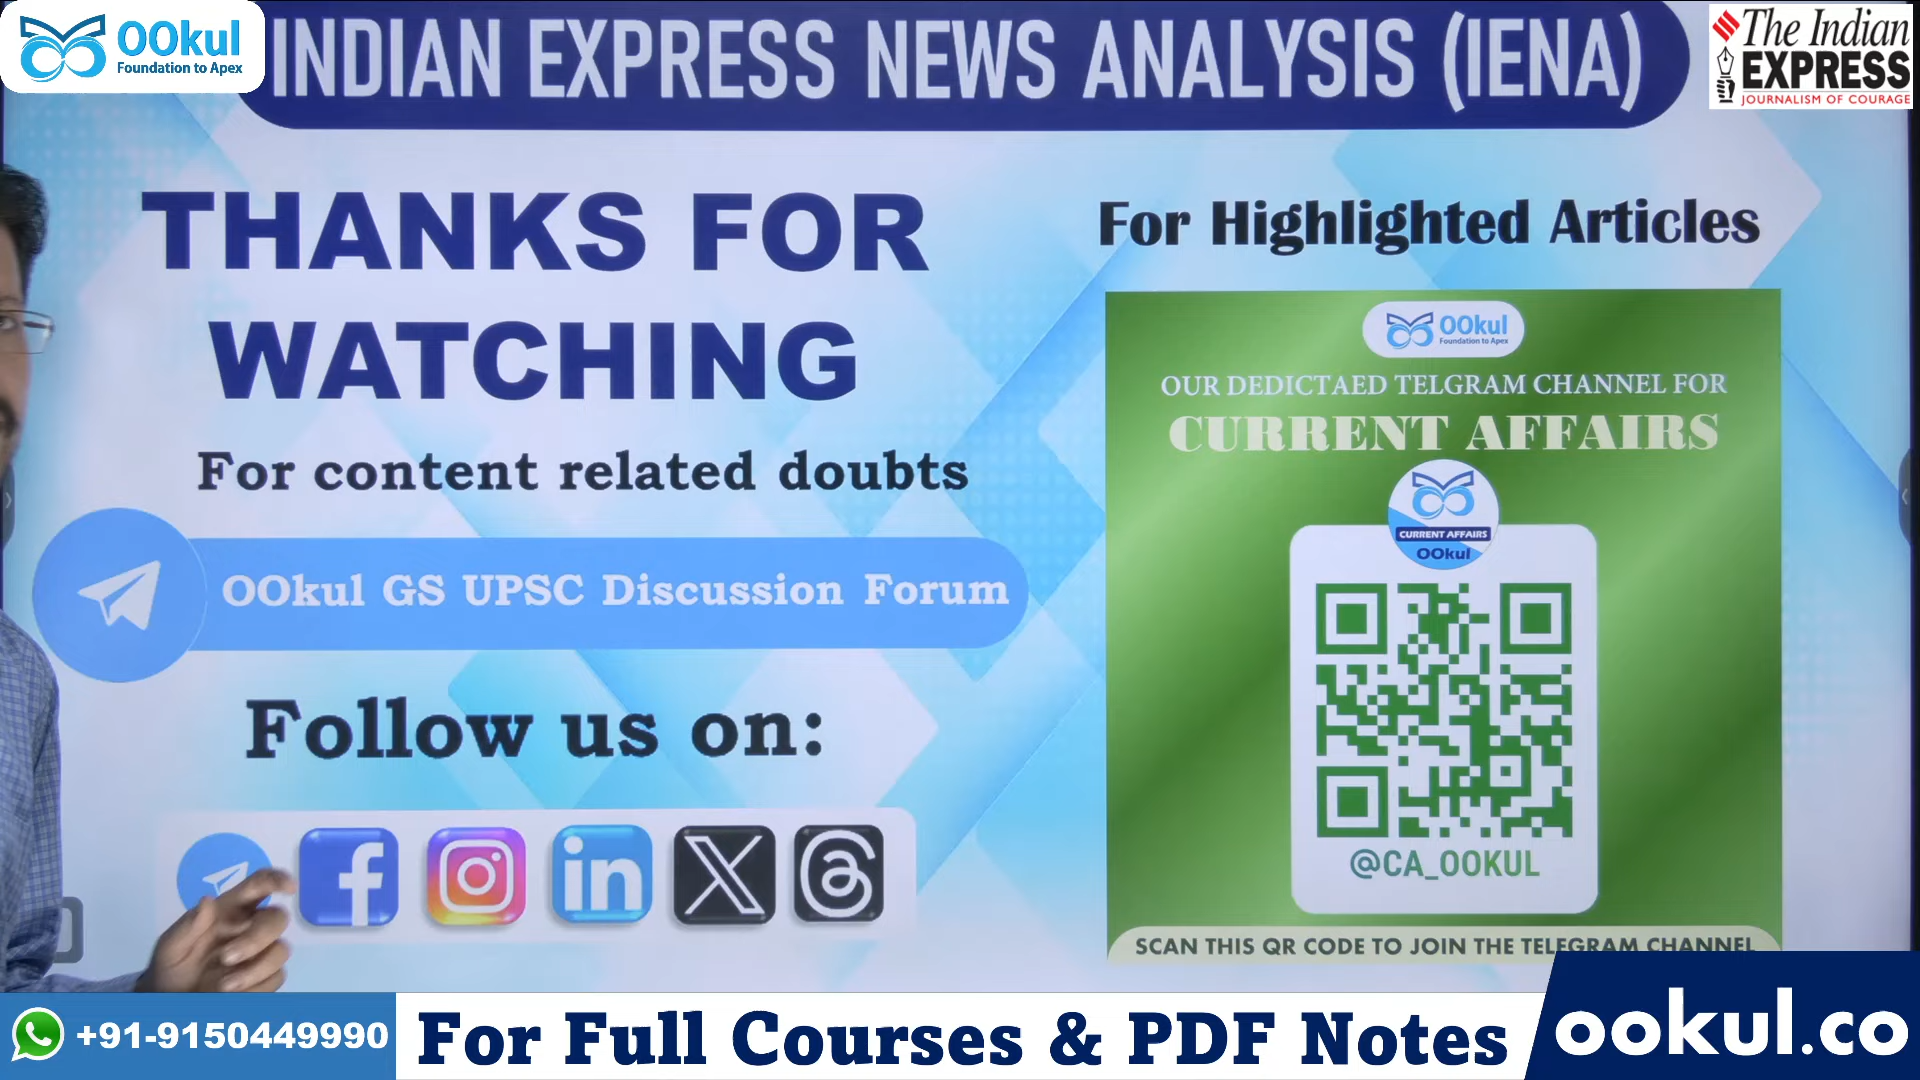 OOkul
Foundation to Apex
INDIAN EXPRESS NEWS ANALYSIS (IENA)
The Indian
EXPRESS
JOURNALISM OF COURAGE
THANKS FOR
WATCHING
For content related doubts
OOkul GS UPSC Discussion Forum
Follow us on:
For Highlighted Articles
OOkul
Foundation to Apex
OUR DEDICTAED TELGRAM CHANNEL FOR
CURRENT AFFAIRS
CURRENT AFFAIRS
OOkul
@CA_OOKUL
SCAN THIS QR CODE TO JOIN THE TELEGRAM CHANNEL
+91-9150449990
For Full Courses & PDF Notes
ookul.co